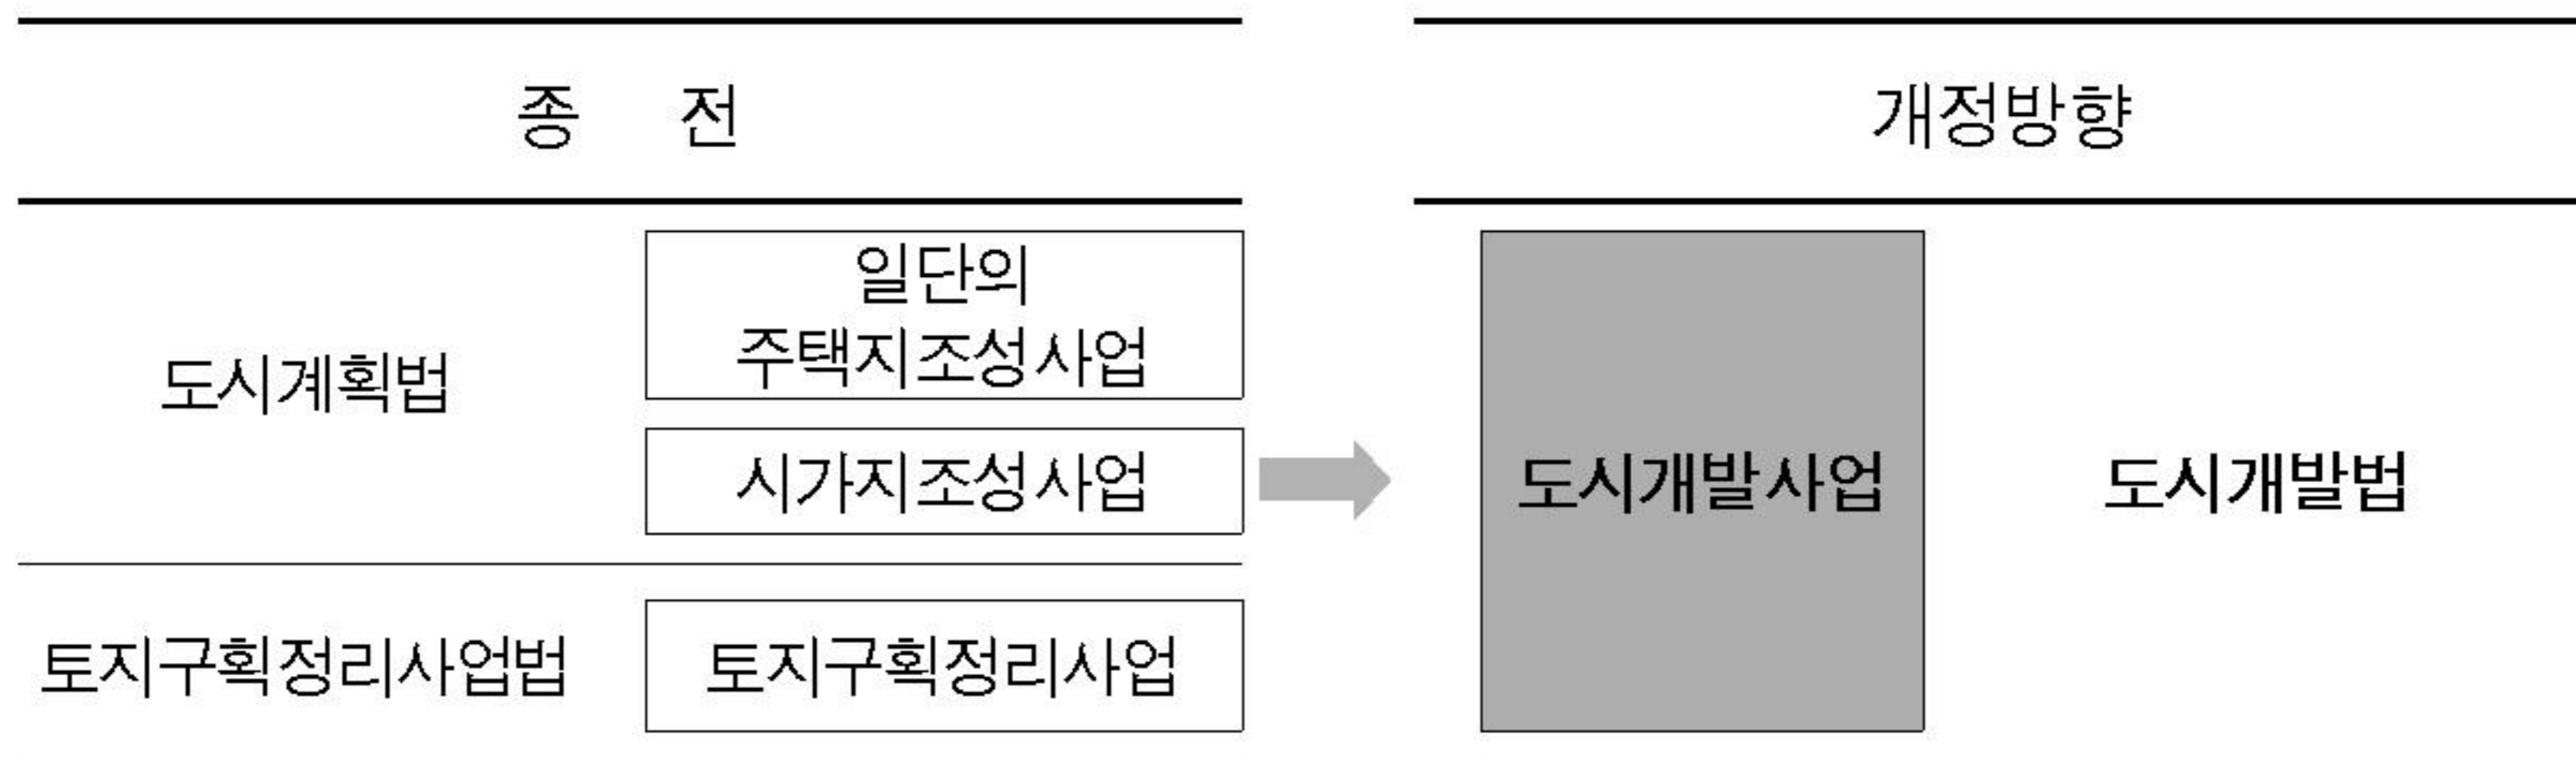 종 전
개정방향
도시계획법
일단의
주택지조성사업
시가지조성사업
토지구획정리사업법
토지구획정리사업
도시개발사업
도시개발법